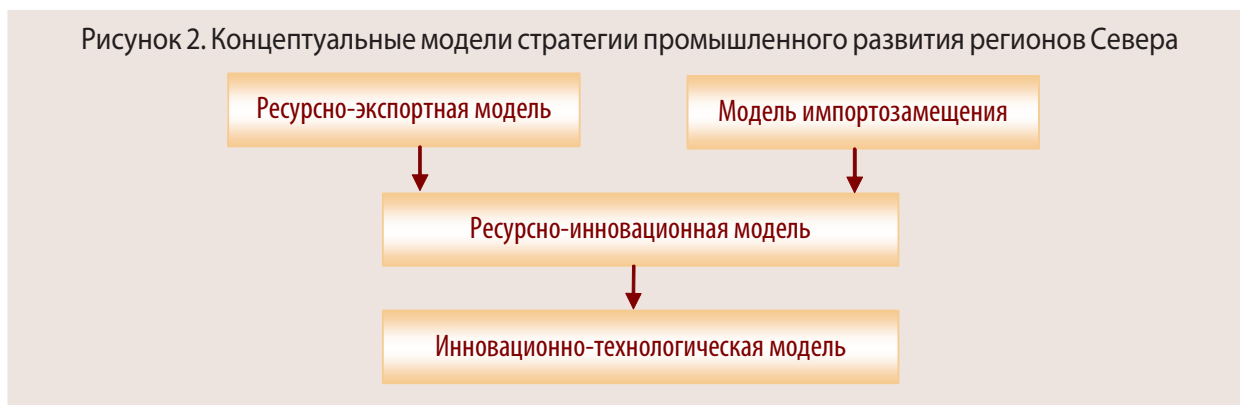 Рисунок 2. Концептуальные модели стратегии промышленного развития регионов Севера
Ресурсно-экспортная модель
Модель импортозамещения
Ресурсно-инновационная модель
Инновационно-технологическая модель